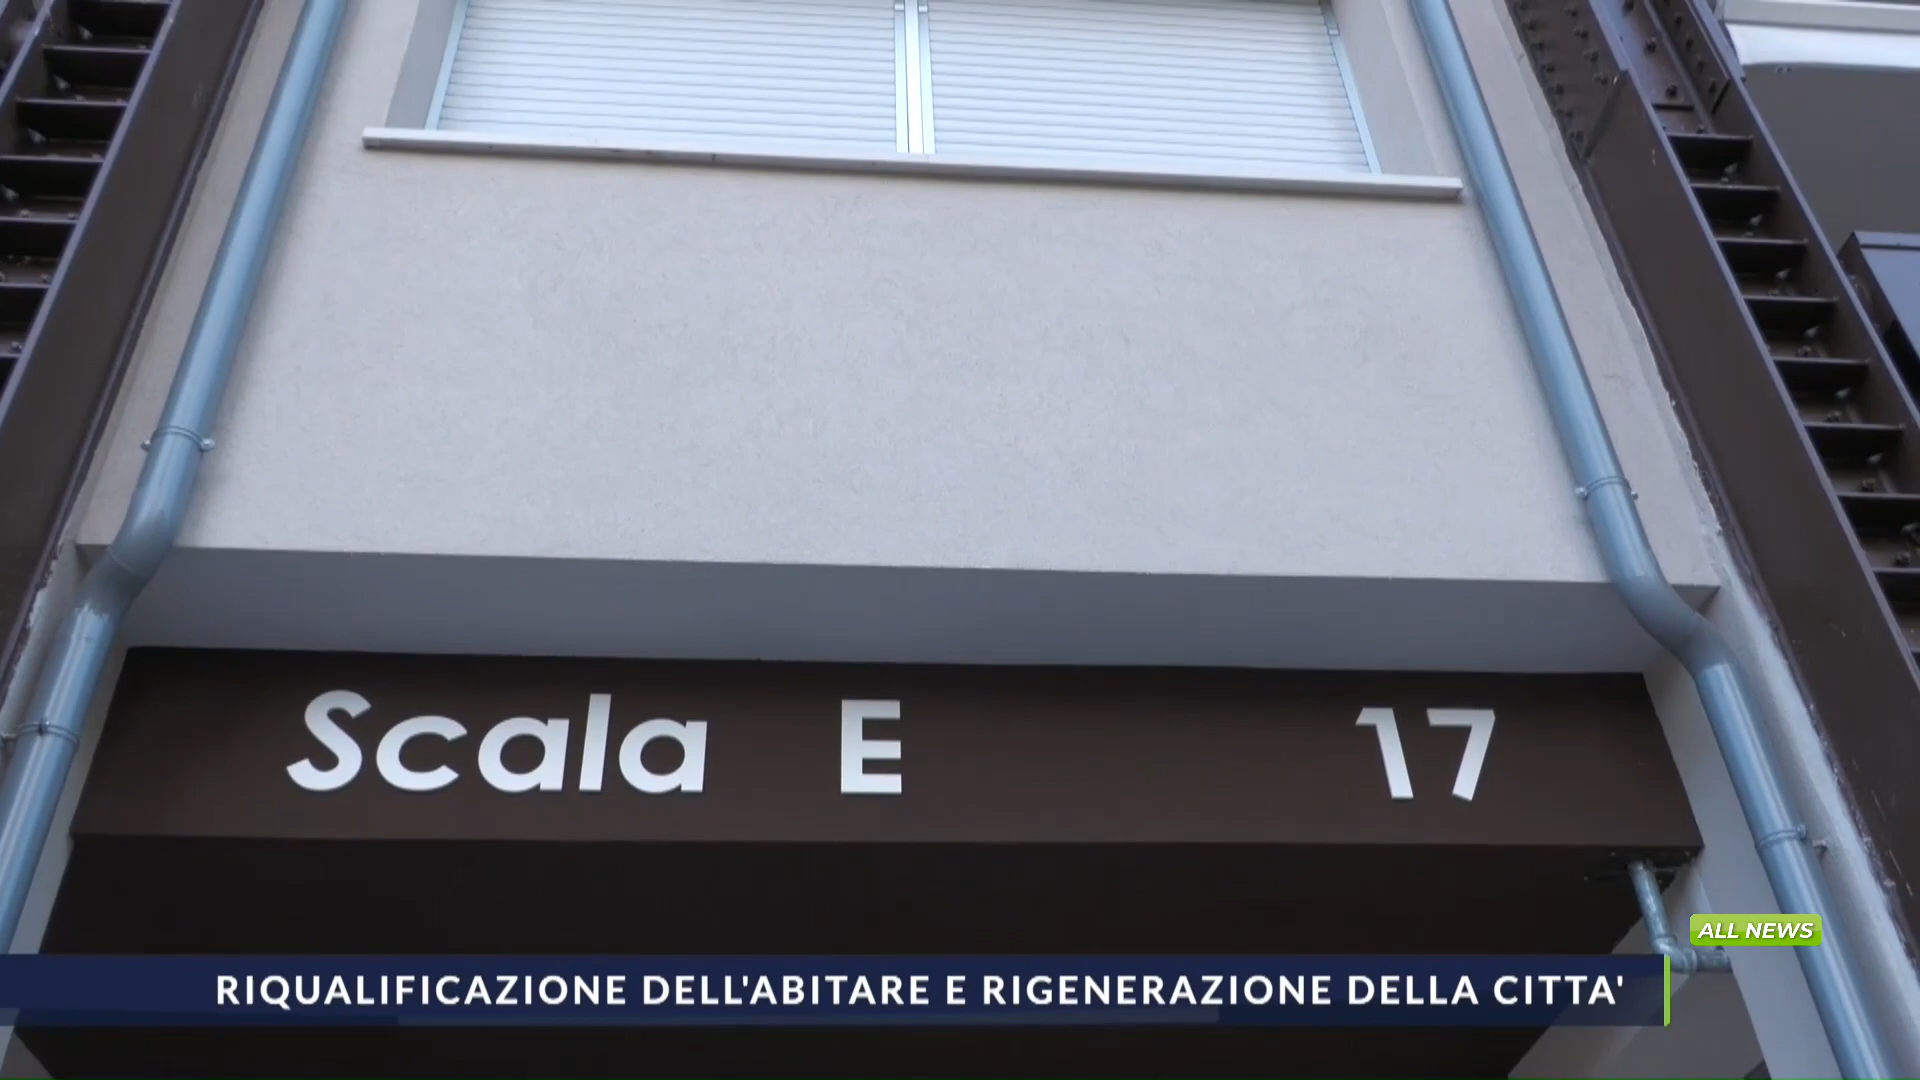 Scala E 17
ALL NEWS
RIQUALIFICAZIONE DELL'ABITARE E RIGENERAZIONE DELLA CITTA'